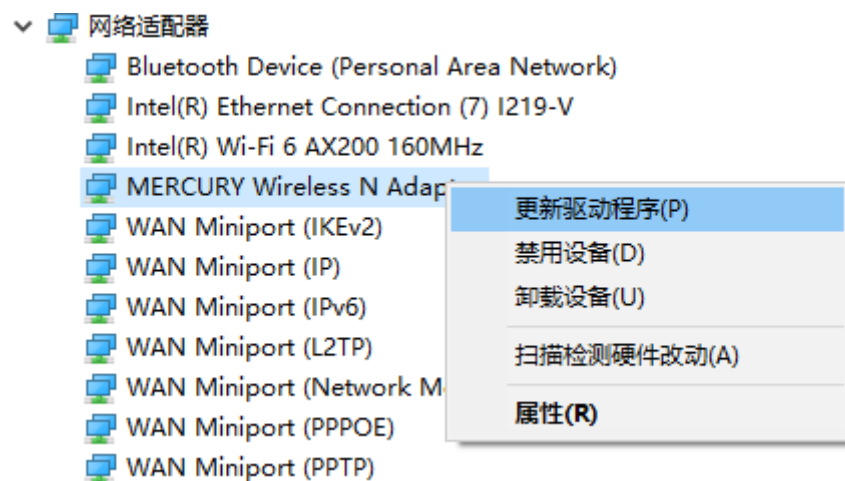 网络适配器
Bluetooth Device (Personal Area Network)
Intel(R) Ethernet Connection (7) I219-V
Intel(R) Wi-Fi 6 AX200 160MHz
MERCURY Wireless N
WAN Miniport (IKEv2)
WAN Miniport (IP)
WAN Miniport (IPv6)
WAN Miniport (L2TP)
WAN Miniport (Network
WAN Miniport (PPPOE)
WAN Miniport (PPTP)
更新驱动程序(P)
禁用设备(D)
卸载设备(U)
扫描检测硬件改动(A)
属性(R)